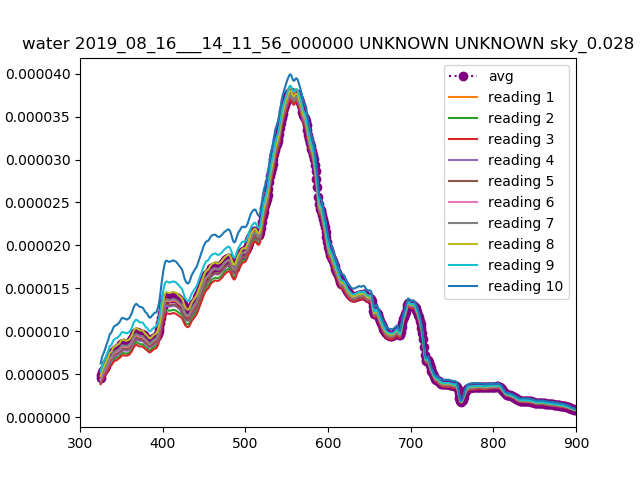 water 2019_08_16___14_11_56_000000 UNKNOWN UNKNOWN sky_0.028
0.000040
0.000035
0.000030
0.000025
0.000020
0.000015
0.000010
0.000005
0.000000
300 400 500 600 700 800 900
avg
reading 1
reading 2
reading 3
reading 4
reading 5
reading 6
reading 7
reading 8
reading 9
reading 10